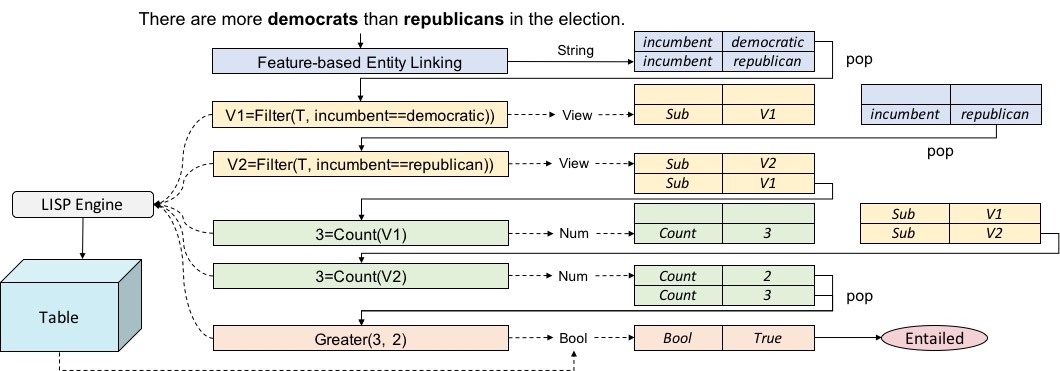 There are more democrats than republicans in the election.
Feature-based Entity Linking
String
incumbent democratic
incumbent republican
pop
V1=Filter(T, incumbent==democratic))
View
Sub V1
incumbent republican
pop
V2=Filter(T, incumbent==republican))
View
Sub V2
Sub V1
LISP Engine
3=Count(V1)
Num
Count 3
Sub V1
Sub V2
3=Count(V2)
Num
Count 2
Count 3
pop
Table
Greater(3, 2)
Bool
Bool True
Entailed